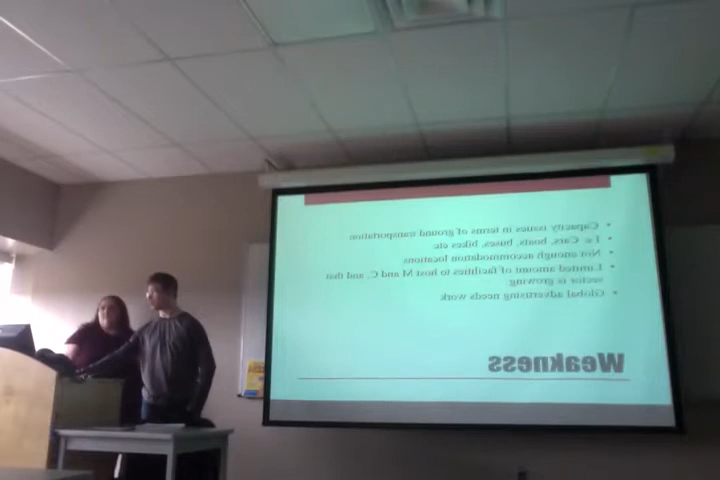 Capacity issues in terms of ground transportation
I.e. Cars, boats, buses, bikes etc
Not enough accommodation locations
Limited amount of facilities to host M and C, and that
sector is growing
Global advertising needs work
Weakness